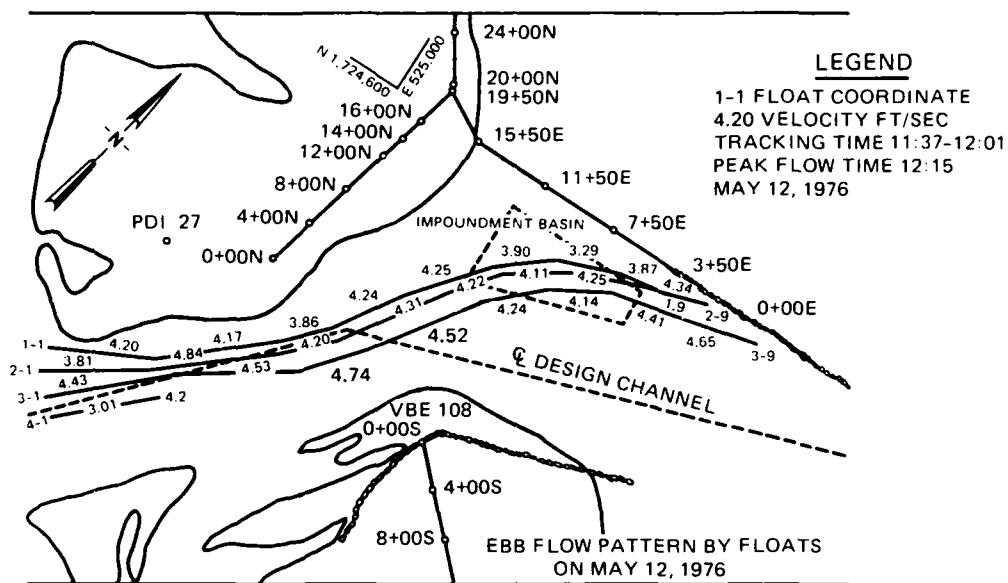 24+00N
N 1,724,600
E 525,000
20+00N
19+50N
16+00N
14+00N
12+00N
15+50E
8+00N
11+50E
4+00N
7+50E
0+00N
3+50E
0+00E
N
PDI 27
LEGEND
1-1 FLOAT COORDINATE
4.20 VELOCITY FT/SEC
TRACKING TIME 11:37-12:01
PEAK FLOW TIME 12:15
MAY 12, 1976
IMPOUNDMENT BASIN
3.90
3.29
4.25
4.11
4.25
3.87
4.34
4.22
1.9
2-9
4.24
4.31
4.24
4.14
4.41
4.65
3-9
3.86
4.20
4.52
1-1
4.20
4.17
2-1
3.81
4.84
3-1
4.43
4.53
4.74
4-1
3.01
4.2
℄ DESIGN CHANNEL
VBE 108
0+00S
4+00S
8+00S
EBB FLOW PATTERN BY FLOATS
ON MAY 12, 1976